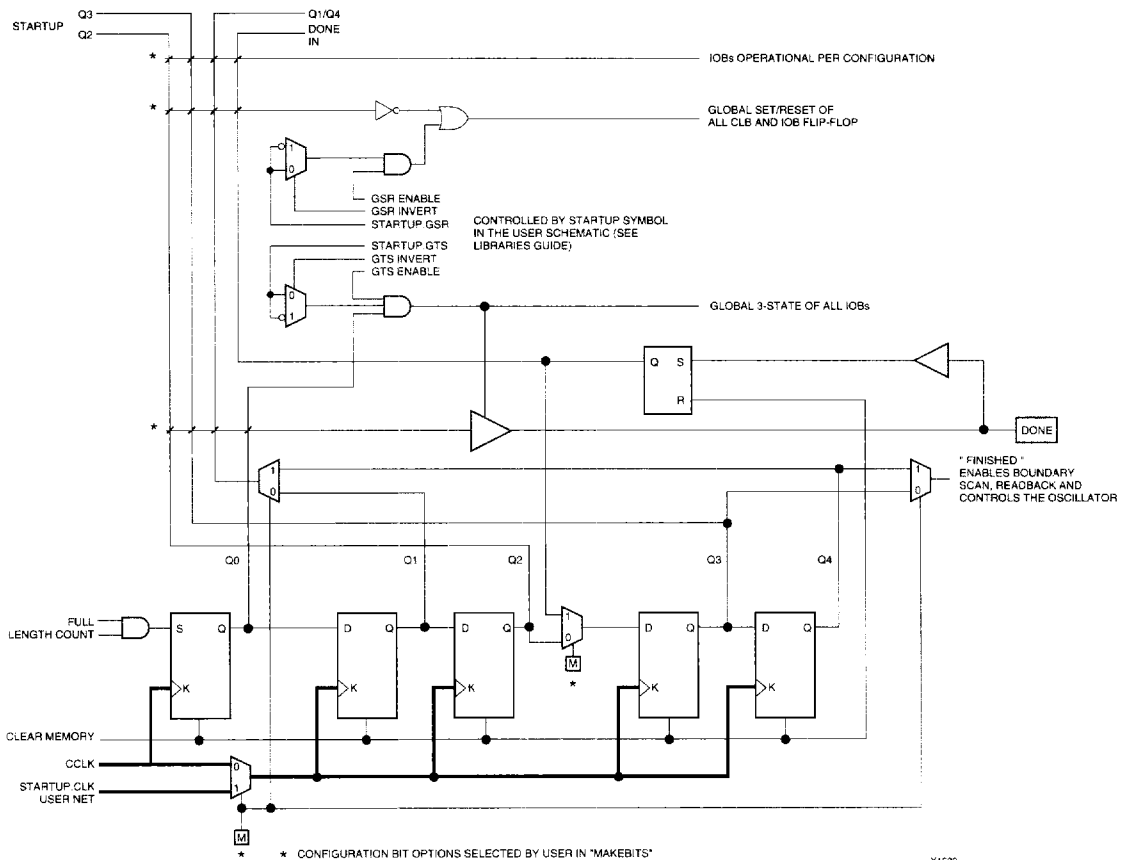 STARTUP
Q3
Q2
Q1/Q4
DONE
IN
*
IOBs OPERATIONAL PER CONFIGURATION
*
GLOBAL SET/RESET OF
ALL CLB AND IOB FLIP-FLOP
1
0
GSR ENABLE
GSR INVERT
STARTUP.GSR
CONTROLLED BY STARTUP SYMBOL
IN THE USER SCHEMATIC (SEE
LIBRARIES GUIDE)
STARTUP.GTS
GTS INVERT
GTS ENABLE
0
1
GLOBAL 3-STATE OF ALL IOBs
Q S
R
*
DONE
1
0
1
0
" FINISHED "
ENABLES BOUNDARY
SCAN, READBACK AND
CONTROLS THE OSCILLATOR
Q0
Q1
Q2
Q3
Q4
FULL
LENGTH COUNT
S Q
K
D Q
K
D Q
K
1
0
M
*
D Q
K
D Q
K
CLEAR MEMORY
CCLK
STARTUP.CLK
USER NET
0
1
M
*
* CONFIGURATION BIT OPTIONS SELECTED BY USER IN "MAKEBITS"